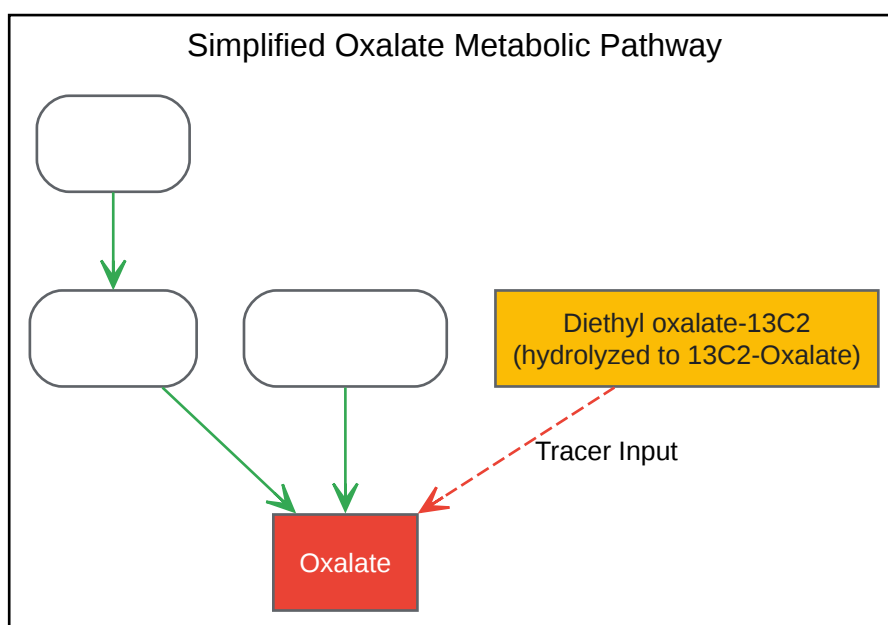 Simplified Oxalate Metabolic Pathway
Diethyl oxalate-13C2
(hydrolyzed to 13C2-Oxalate)
Tracer Input
Oxalate